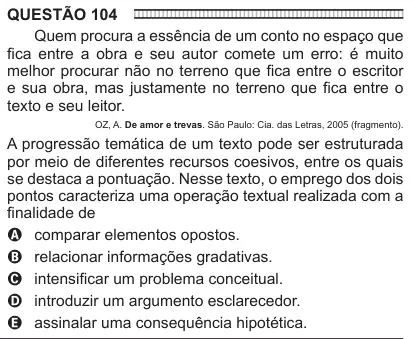 QUESTÃO 104
Quem procura a essência de um conto no espaço que
fica entre a obra e seu autor comete um erro: é muito
melhor procurar não no terreno que fica entre o escritor
e sua obra, mas justamente no terreno que fica entre o
texto e seu leitor.
OZ, A. De amor e trevas. São Paulo: Cia. das Letras, 2005 (fragmento).
A progressão temática de um texto pode ser estruturada
por meio de diferentes recursos coesivos, entre os quais
se destaca a pontuação. Nesse texto, o emprego dos dois
pontos caracteriza uma operação textual realizada com a
finalidade de
A comparar elementos opostos.
B relacionar informações gradativas.
C intensificar um problema conceitual.
D introduzir um argumento esclarecedor.
E assinalar uma consequência hipotética.